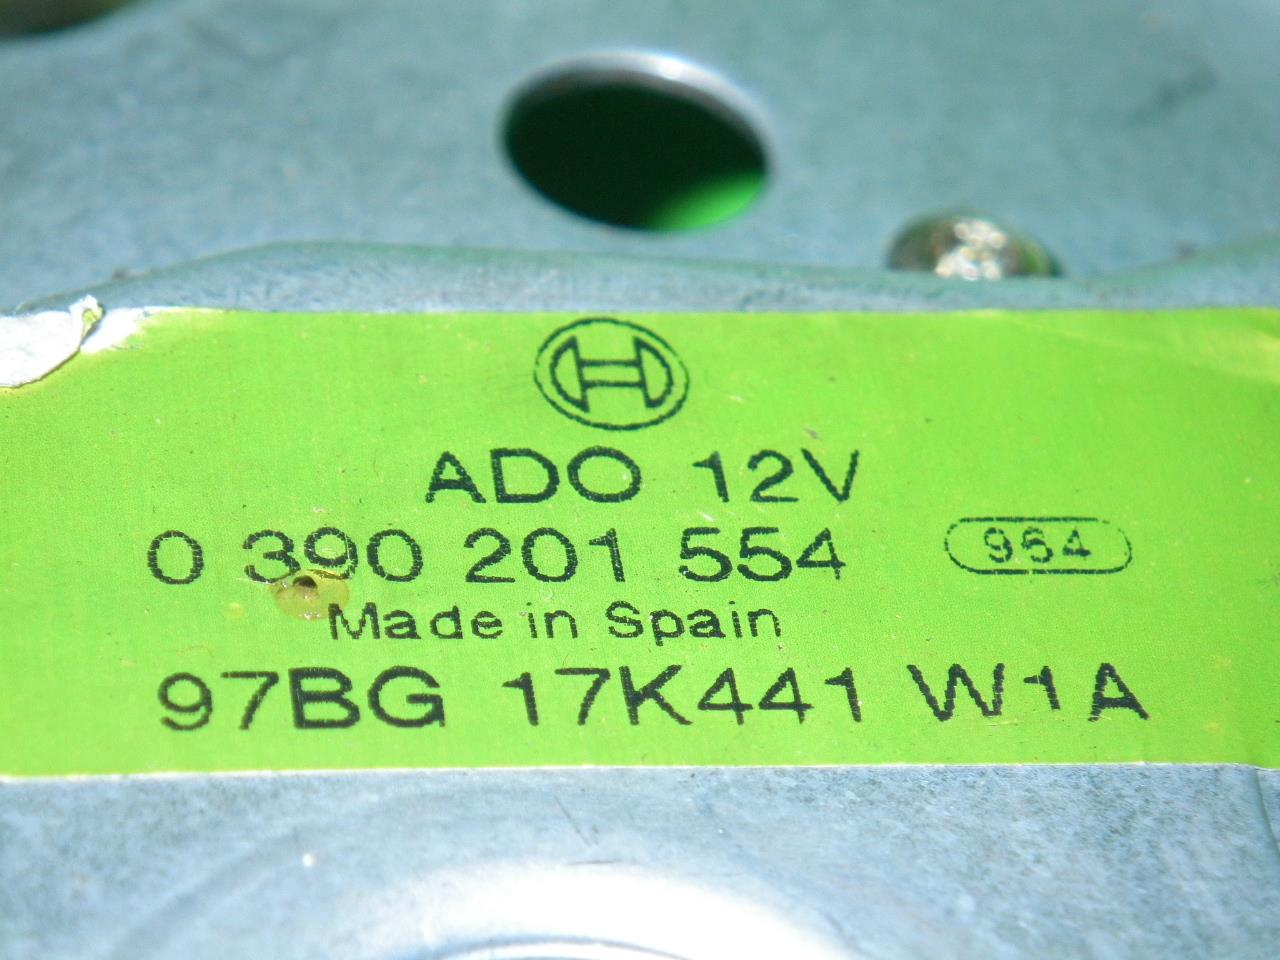 ADO 12V
0 390 201 554 964
Made in Spain
97BG 17K441 W1A